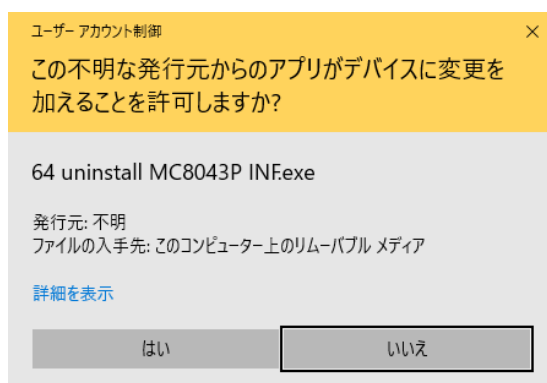 ユーザー アカウント制御
この不明な発行元からのアプリがデバイスに変更を
加えることを許可しますか?
64 uninstall MC8043P INF.exe
発行元: 不明
ファイルの入手先: このコンピューター上のリムーバブル メディア
詳細を表示
はい
いいえ